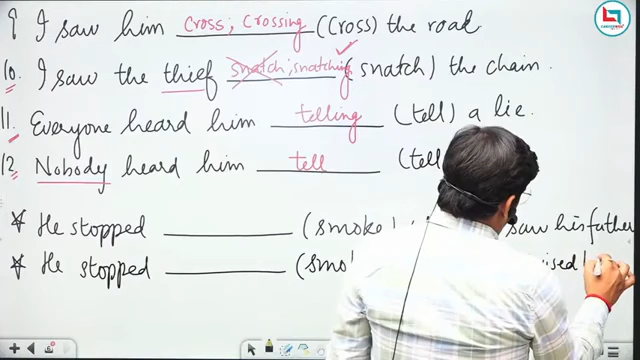 9 I saw him cross; crossing (Cross) the road
10. I saw the thief snatch; snatching (snatch) the chain.
11. Everyone heard him telling (tell) a lie.
12. Nobody heard him tell (tell
* He stopped ________ (smoke) saw his father
* He stopped ________